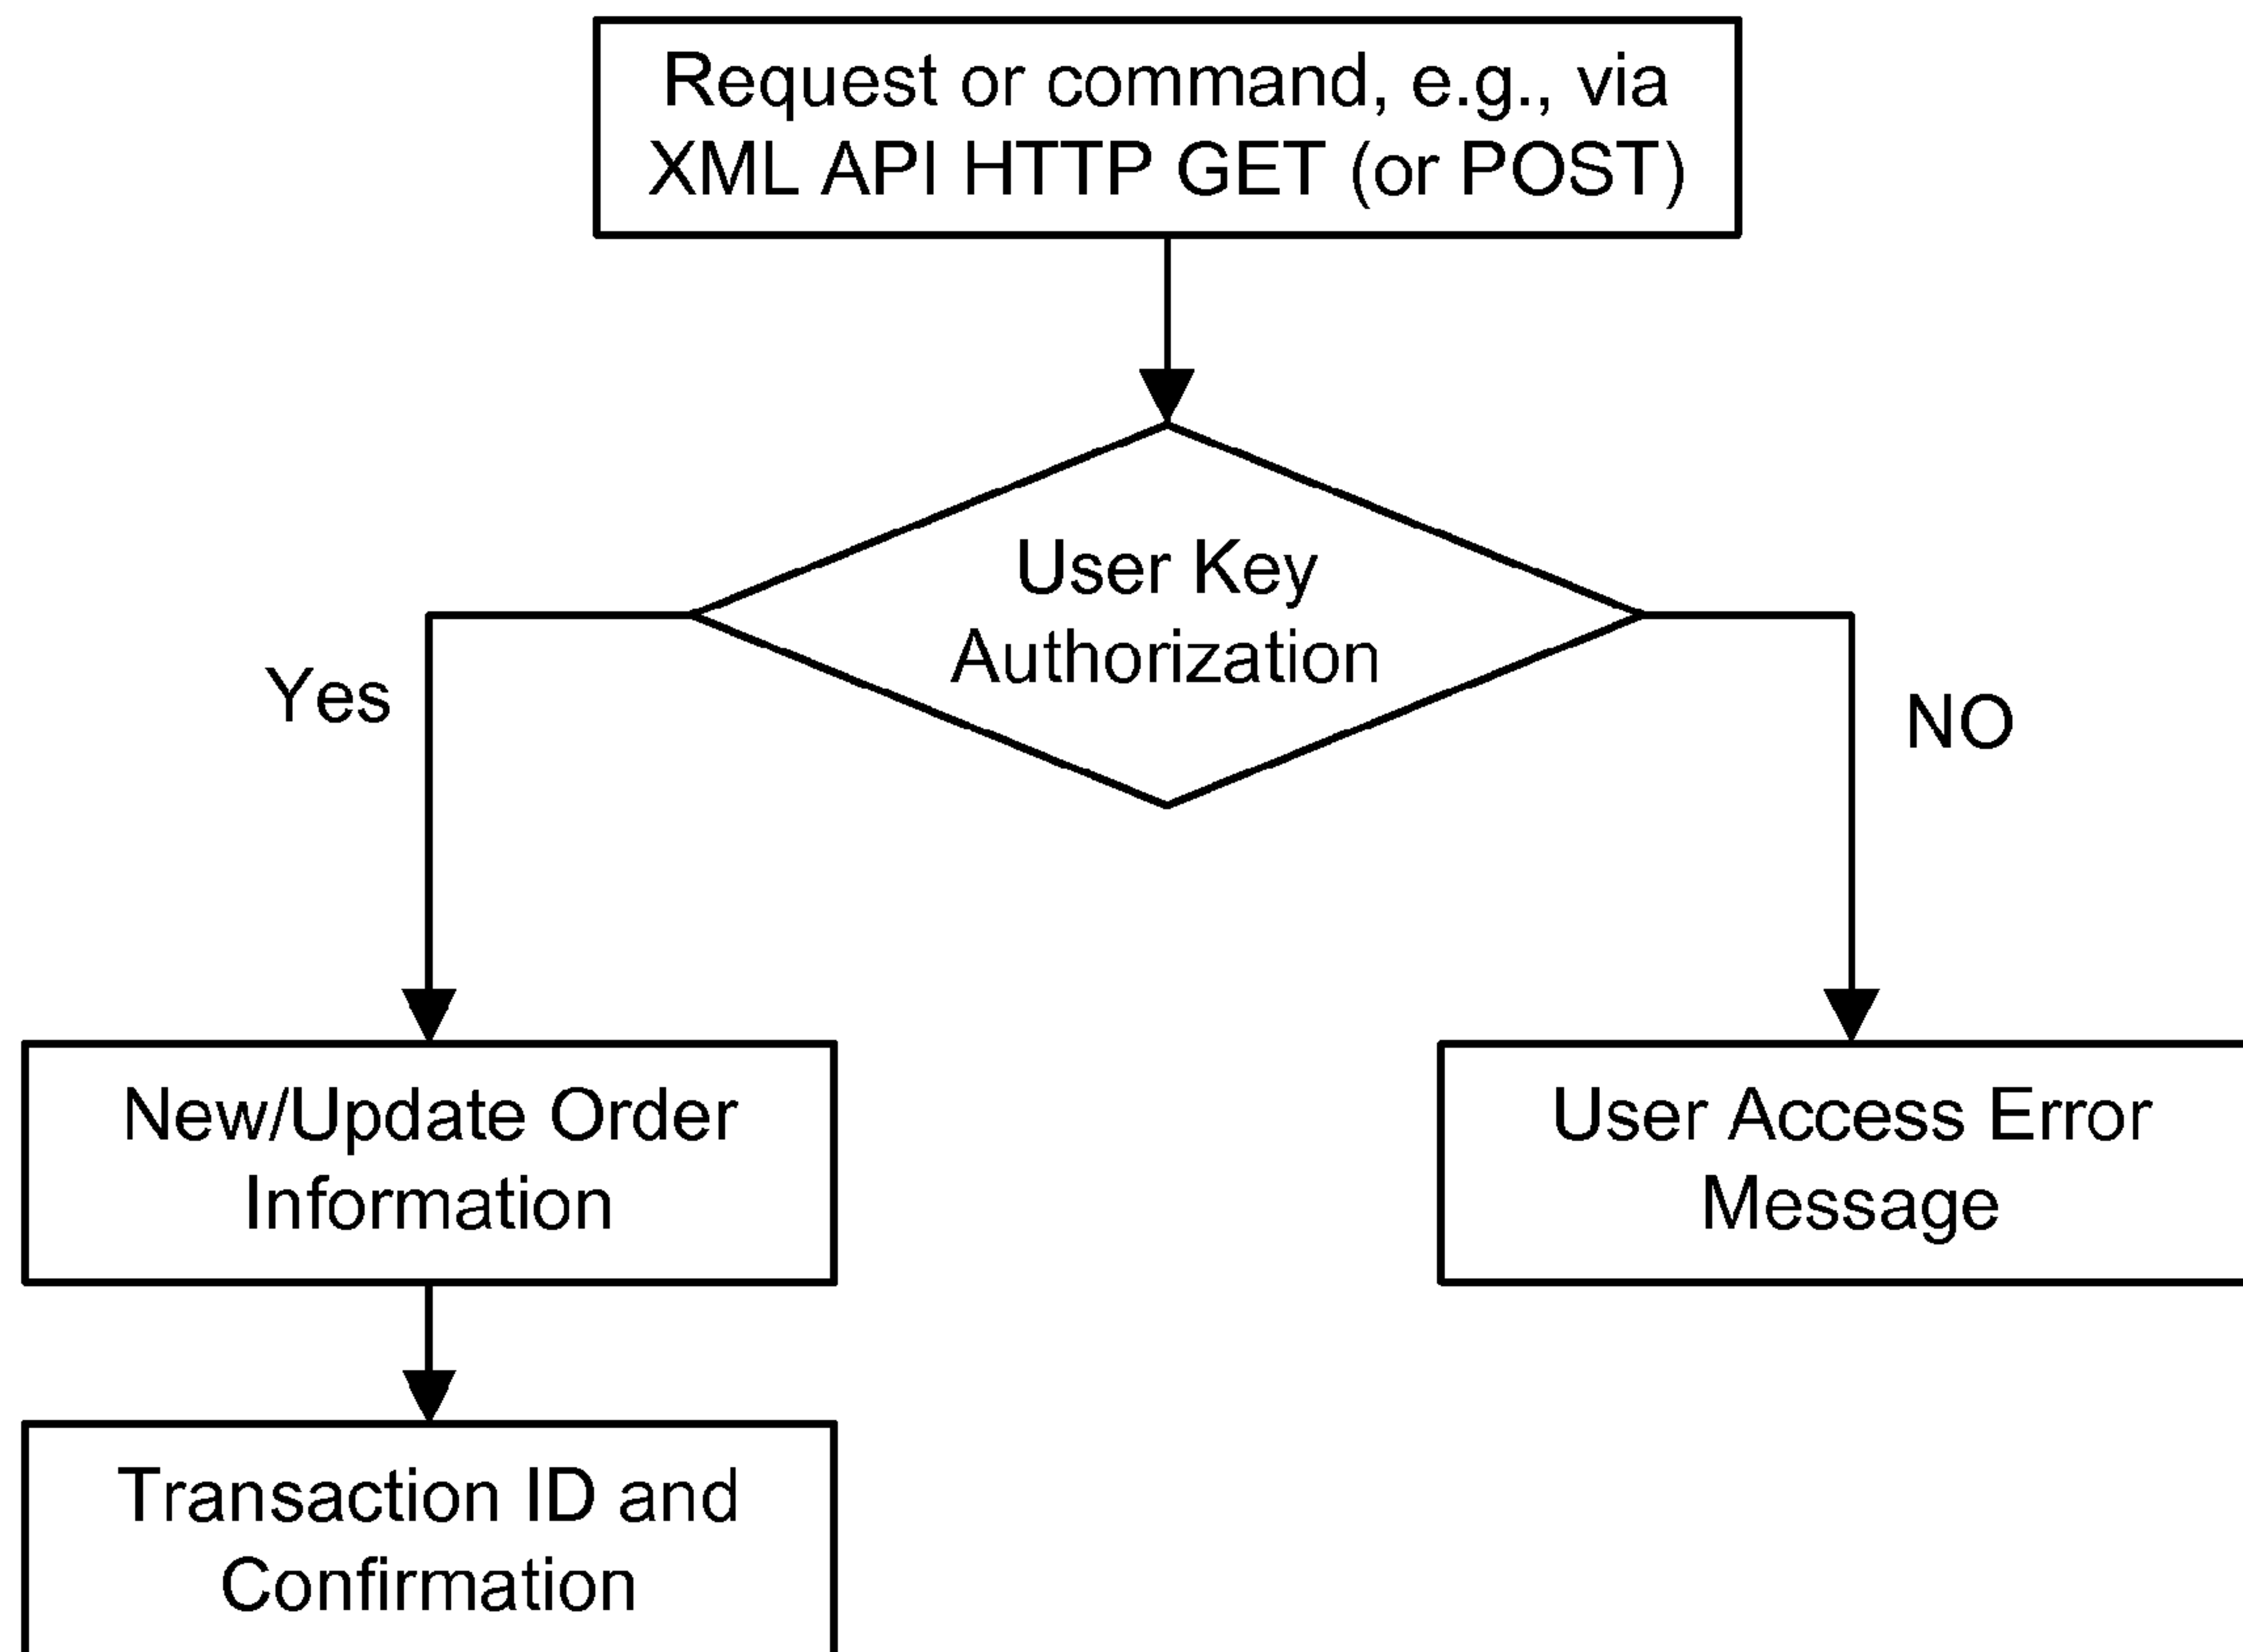 Request or command, e.g., via
XML API HTTP GET (or POST)
User Key
Authorization
Yes
NO
New/Update Order
Information
User Access Error
Message
Transaction ID and
Confirmation